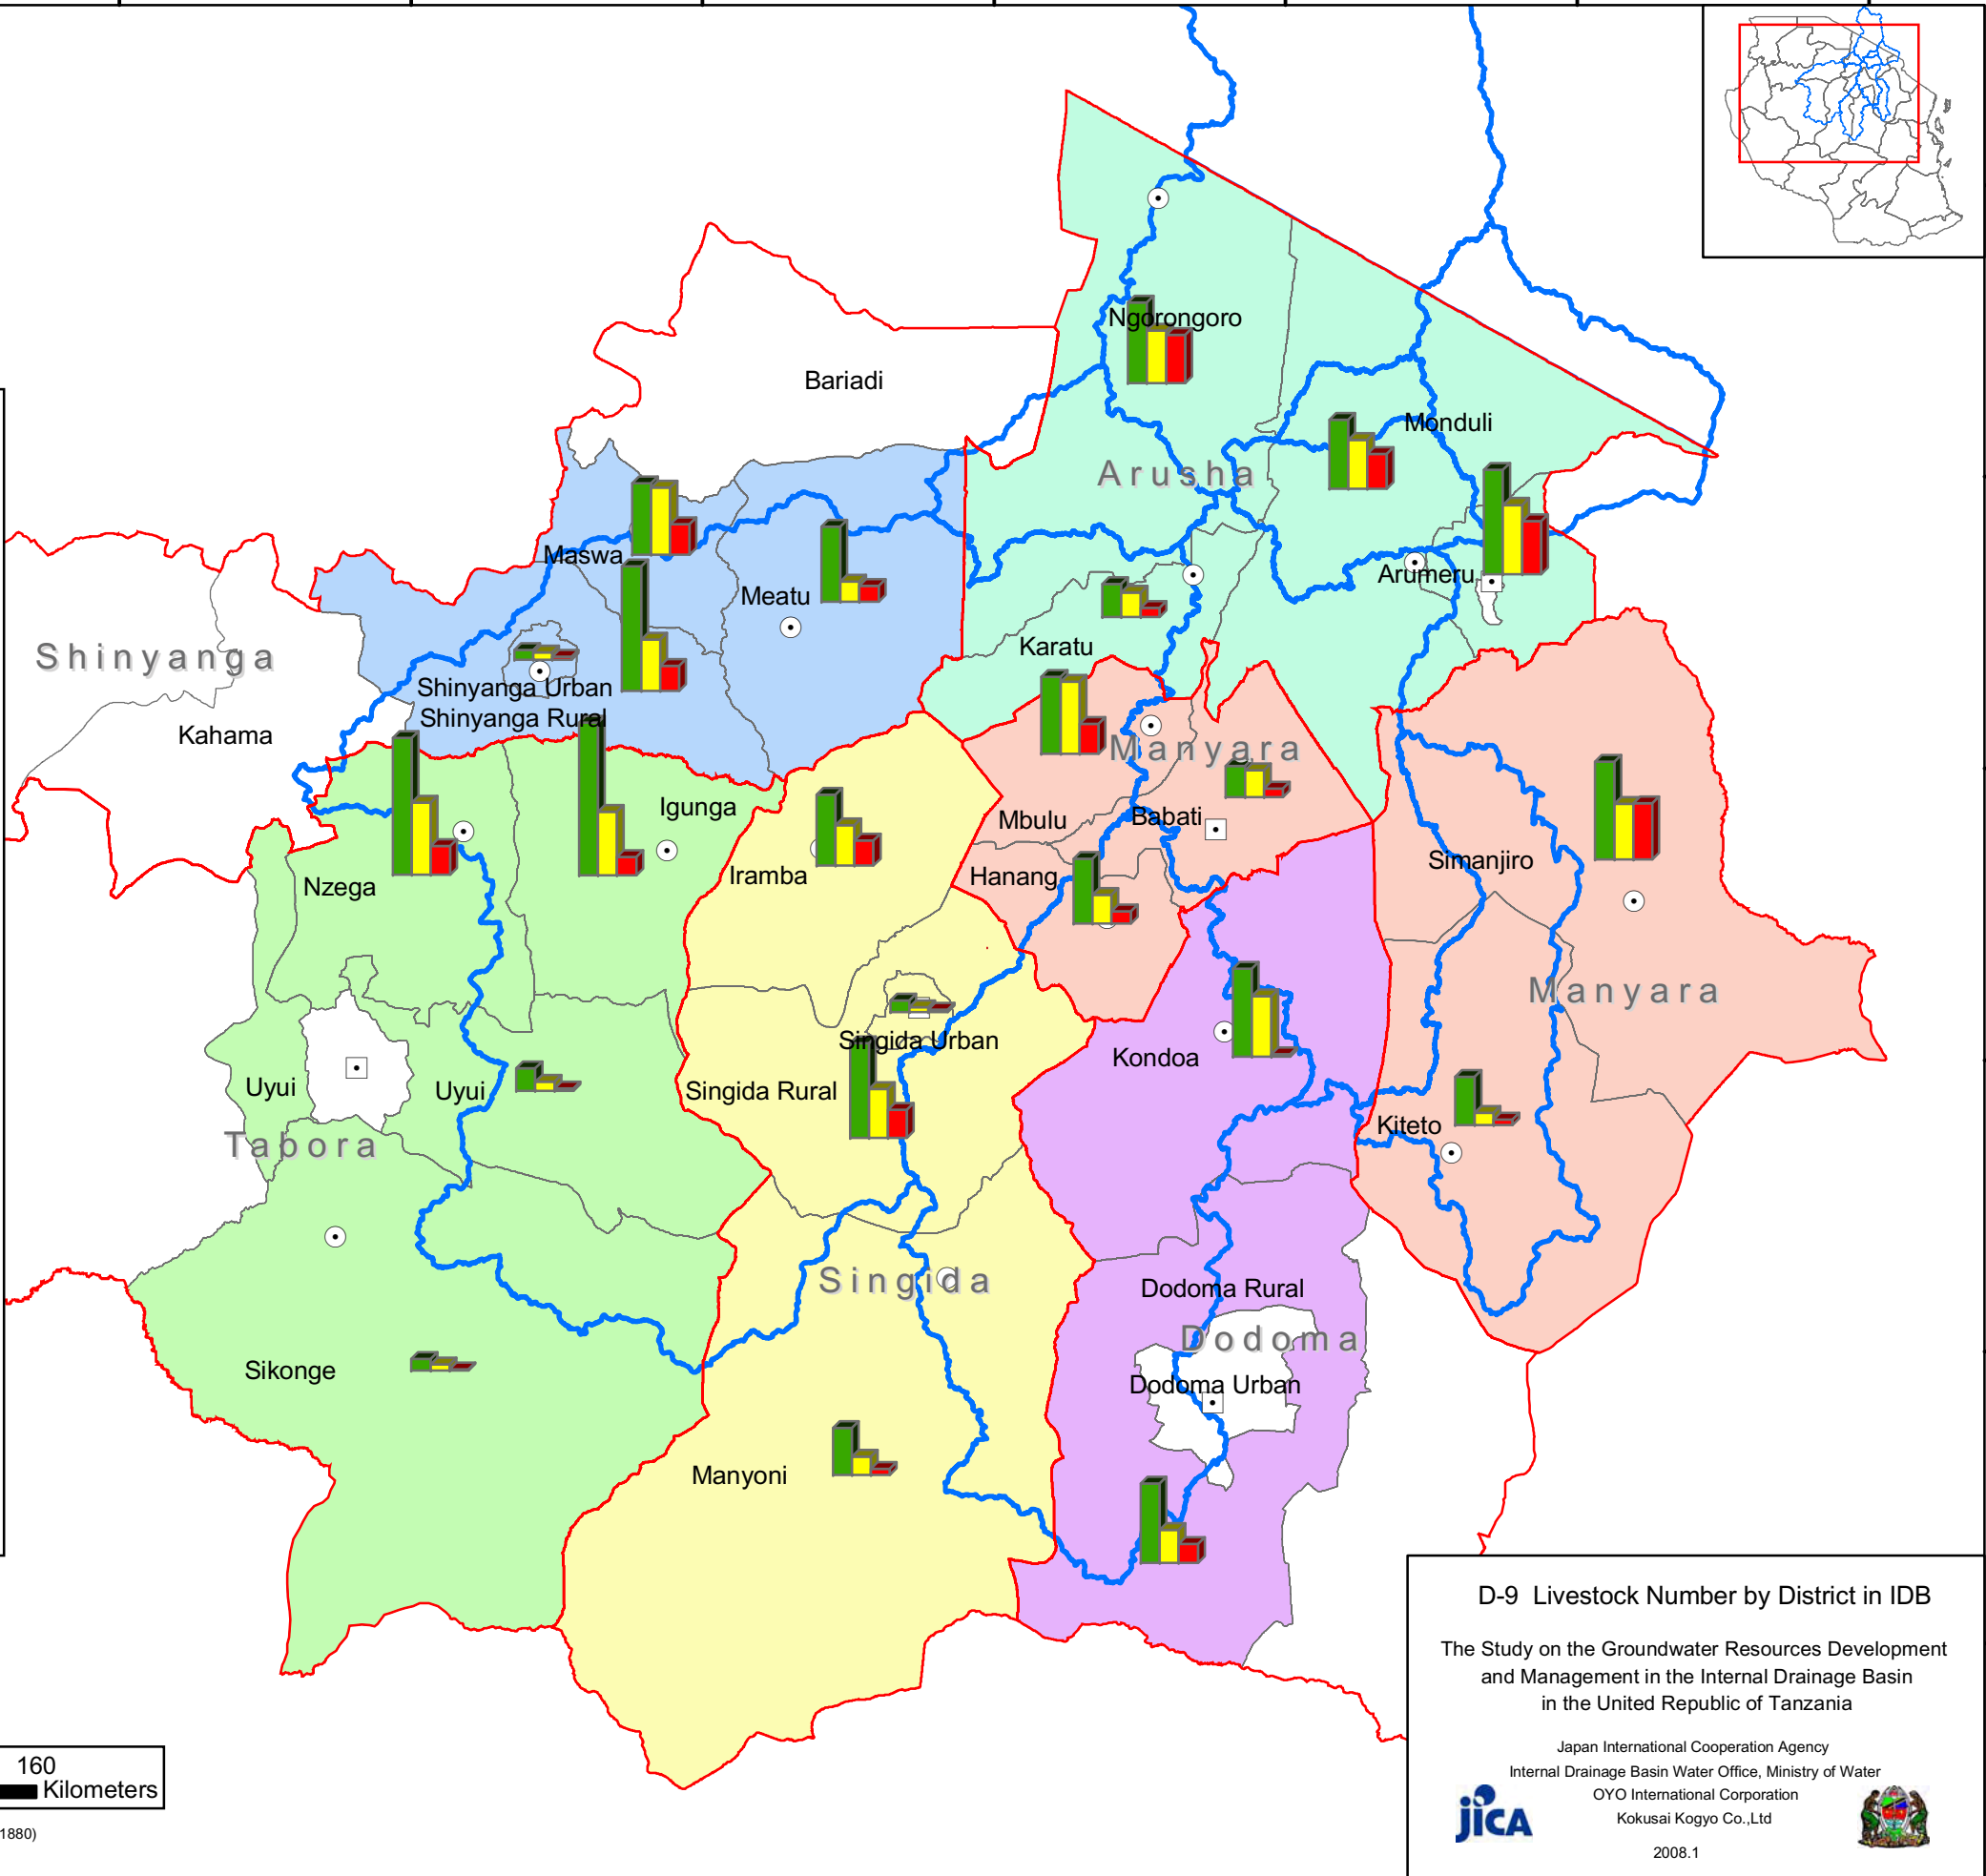 Ngorongoro
Bariadi
Monduli
Arusha
Maswa
Arumeru
Meatu
Karatu
Shinyanga
Shinyanga Urban
Shinyanga Rural
Kahama
Manyara
Igunga
Mbulu
Babati
Simanjiro
Iramba
Hanang
Nzega
Manyara
Singida Urban
Kondoa
Uyui
Uyui
Singida Rural
Kiteto
Tabora
Singida
Dodoma Rural
Dodoma
Sikonge
Dodoma Urban
Manyoni
D-9 Livestock Number by District in IDB
The Study on the Groundwater Resources Development
and Management in the Internal Drainage Basin
in the United Republic of Tanzania
Japan International Cooperation Agency
Internal Drainage Basin Water Office, Ministry of Water
OYO International Corporation
Kokusai Kogyo Co.,Ltd
2008.1
jICA
160
Kilometers
1880)